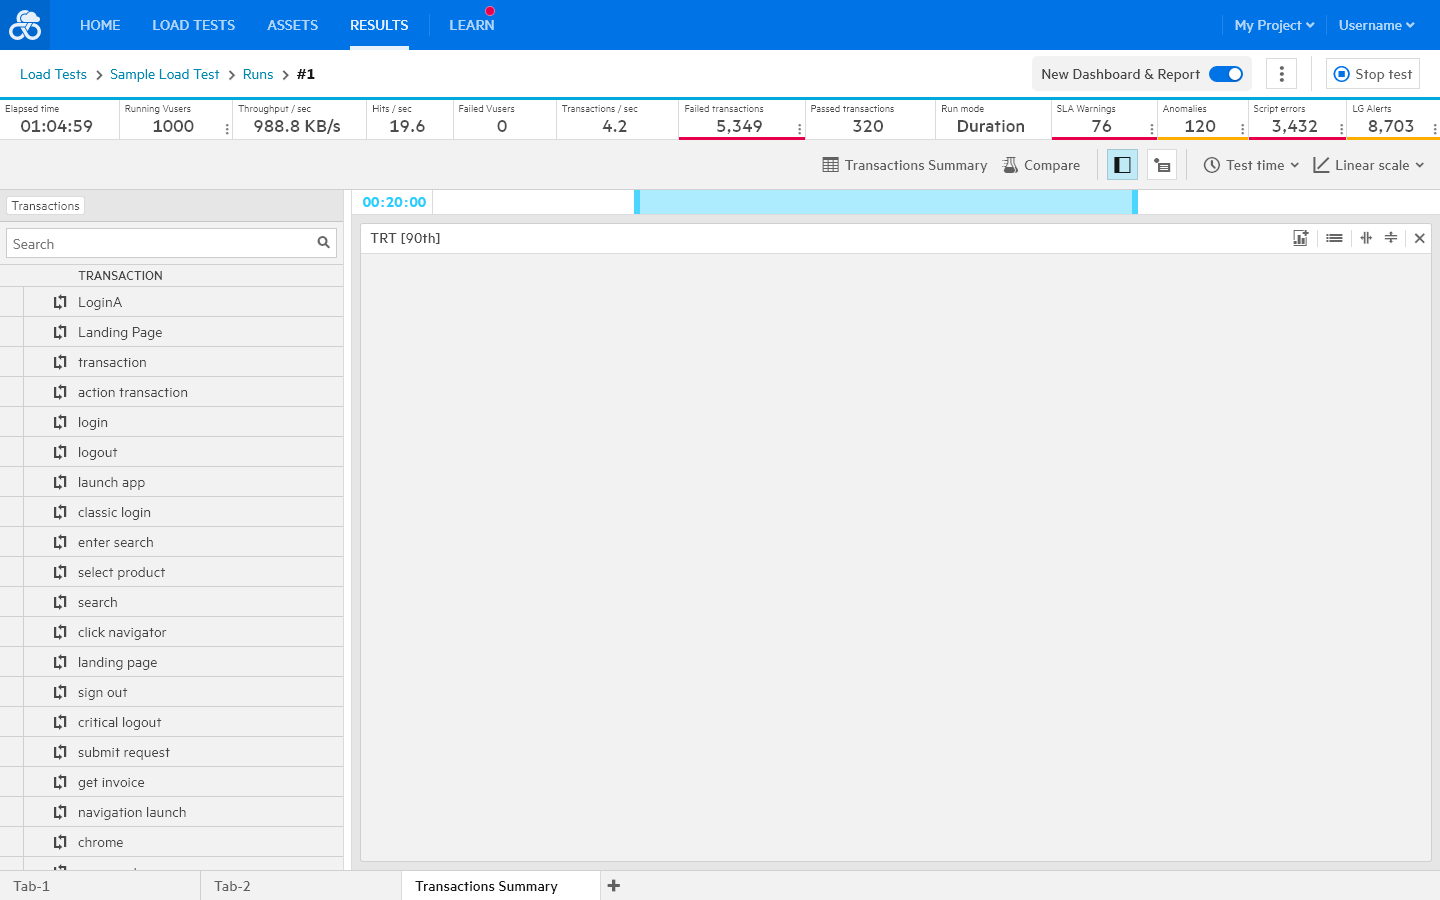 HOME LOAD TESTS ASSETS RESULTS LEARN My Project Username
Load Tests Sample Load Test Runs #1 New Dashboard & Report Stop test
Elapsed time Running Vusers Throughput / sec Hits / sec Failed Vusers Transactions / sec Failed transactions Passed transactions Run mode SLA Warnings Anomalies Script errors LG Alerts
01:04:59 1000 988.8 KB/s 19.6 0 4.2 5,349 320 Duration 76 120 3,432 8,703
Transactions Summary Compare Test time Linear scale
Transactions 00:20:00
Search TRT [90th]
TRANSACTION
LoginA
Landing Page
transaction
action transaction
login
logout
launch app
classic login
enter search
select product
search
click navigator
landing page
sign out
critical logout
submit request
get invoice
navigation launch
chrome
Tab-1 Tab-2 Transactions Summary